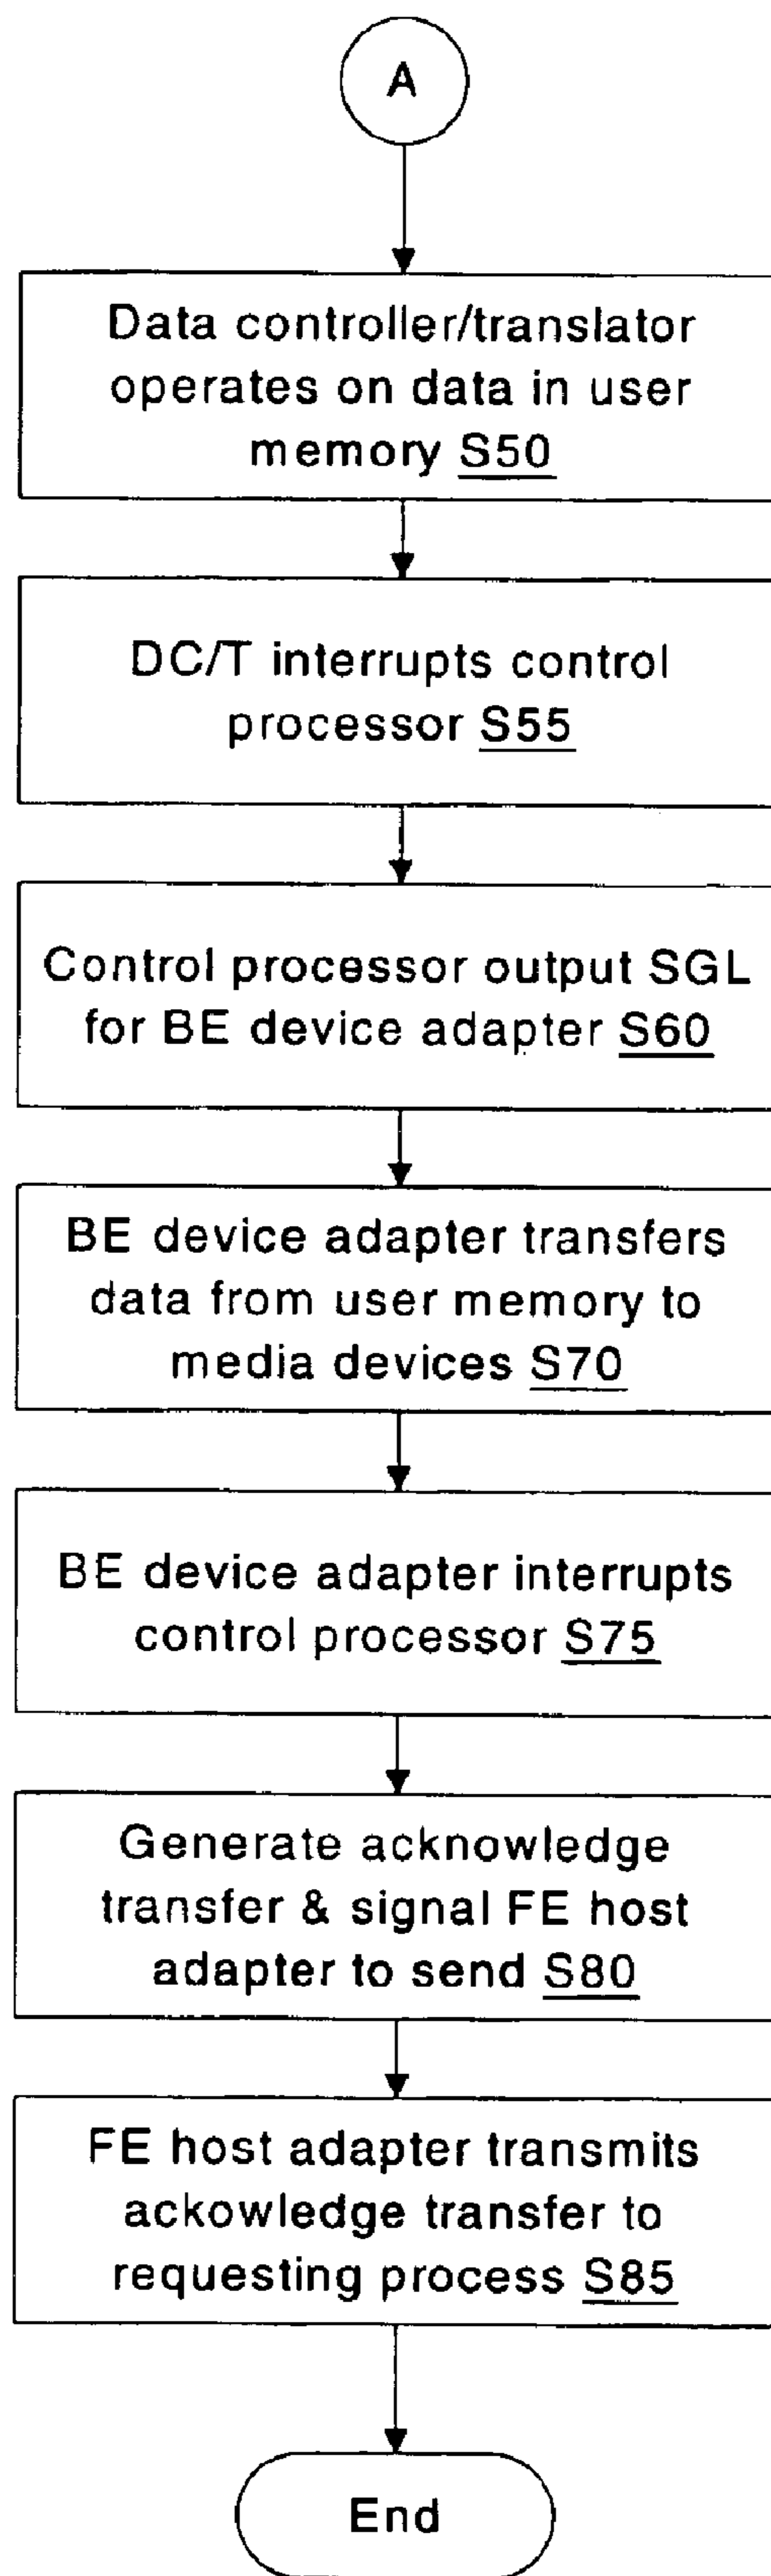 A
Data controller/translator
operates on data in user
memory S50
DC/T interrupts control
processor S55
Control processor output SGL
for BE device adapter S60
BE device adapter transfers
data from user memory to
media devices S70
BE device adapter interrupts
control processor S75
Generate acknowledge
transfer & signal FE host
adapter to send S80
FE host adapter transmits
ackowledge transfer to
requesting process S85
End